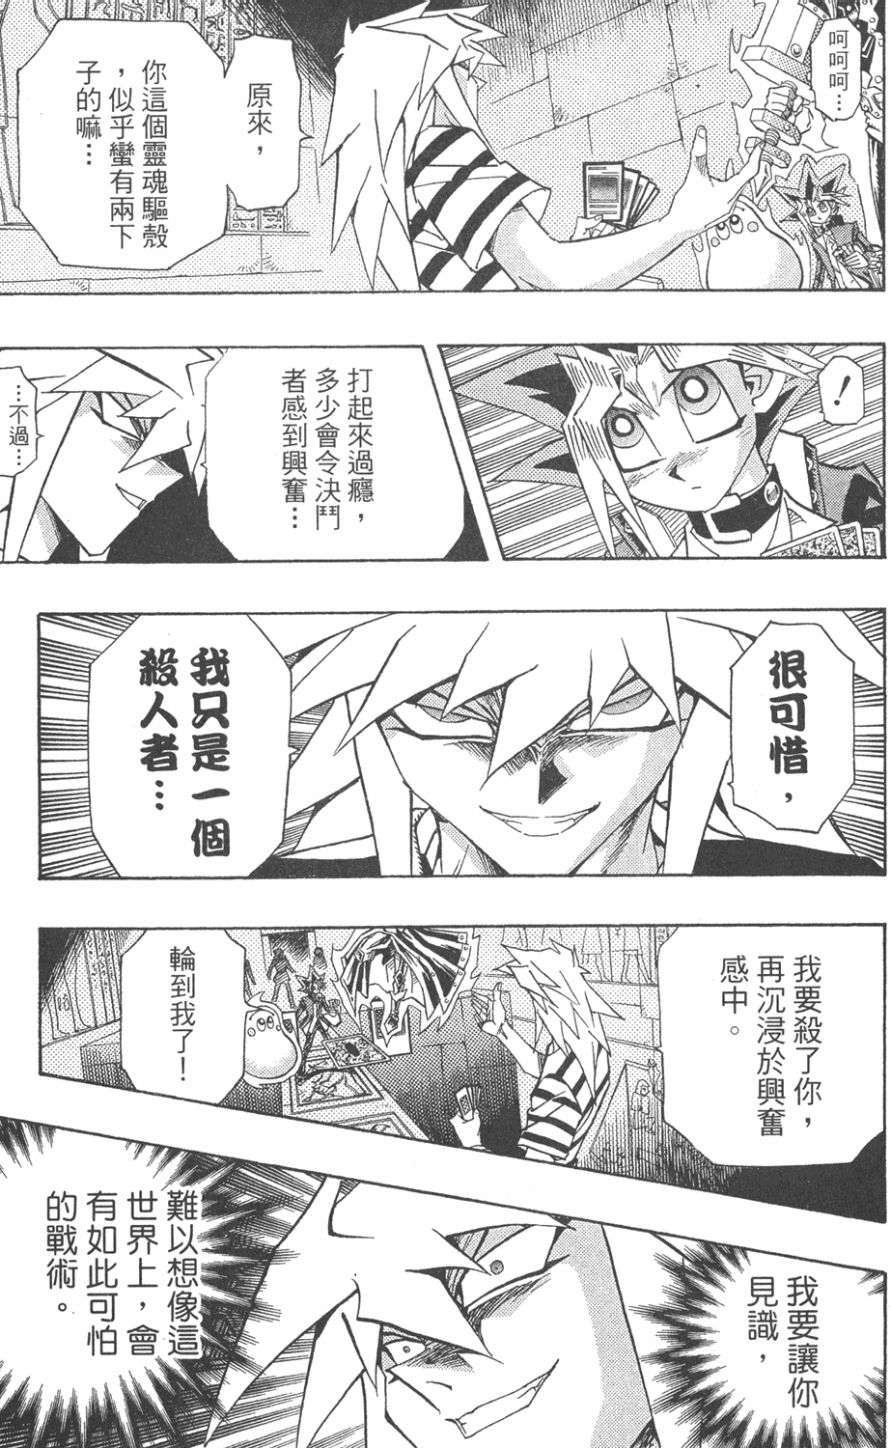 呵呵呵…
原來，
你這個靈魂驅殼
，似乎蠻有兩下
子的嘛…
！
打起來過癮，
多少會令決鬥
者感到興奮…
…不過…
很可惜，
我只是一個
殺人者…
我要殺了你，
再沉浸於興奮
感中。
輪到我了！
我要讓你
見識，
難以想像這
世界上，會
有如此可怕
的戰術。